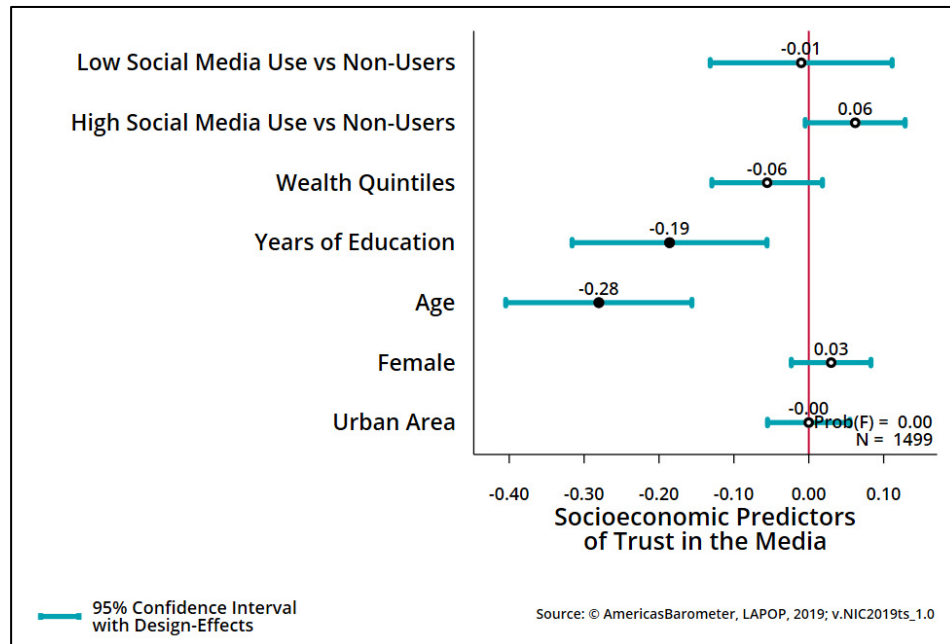 -0.01
Low Social Media Use vs Non-Users
0.06
High Social Media Use vs Non-Users
-0.06
Wealth Quintiles
-0.19
Years of Education
-0.28
Age
0.03
Female
-0.00
Urban Area
Prob(F) = 0.00
N = 1499
-0.40 -0.30 -0.20 -0.10 0.00 0.10
Socioeconomic Predictors
of Trust in the Media
95% Confidence Interval
with Design-Effects
Source: © AmericasBarometer, LAPOP, 2019; v.NIC2019ts_1.0